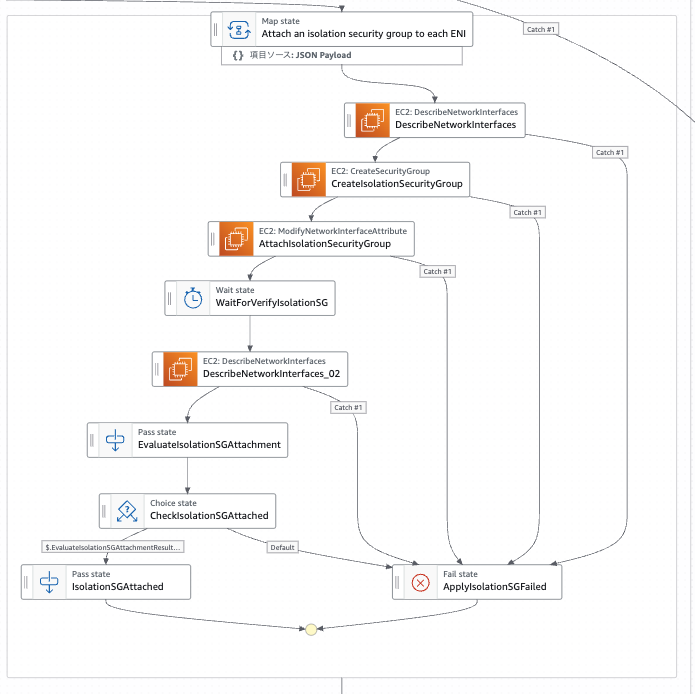 Map state
Attach an isolation security group to each ENI
Catch #1
{} 項目ソース: JSON Payload
EC2: DescribeNetworkInterfaces
DescribeNetworkInterfaces
Catch #1
EC2: CreateSecurityGroup
CreateIsolationSecurityGroup
Catch #1
EC2: ModifyNetworkInterfaceAttribute
AttachIsolationSecurityGroup
Catch #1
Wait state
WaitForVerifyIsolationSG
EC2: DescribeNetworkInterfaces
DescribeNetworkInterfaces_02
Catch #1
Pass state
EvaluateIsolationSGAttachment
Choice state
CheckIsolationSGAttached
$.EvaluateIsolationSGAttachmentResult...
Default
Pass state
IsolationSGAttached
Fail state
ApplyIsolationSGFailed